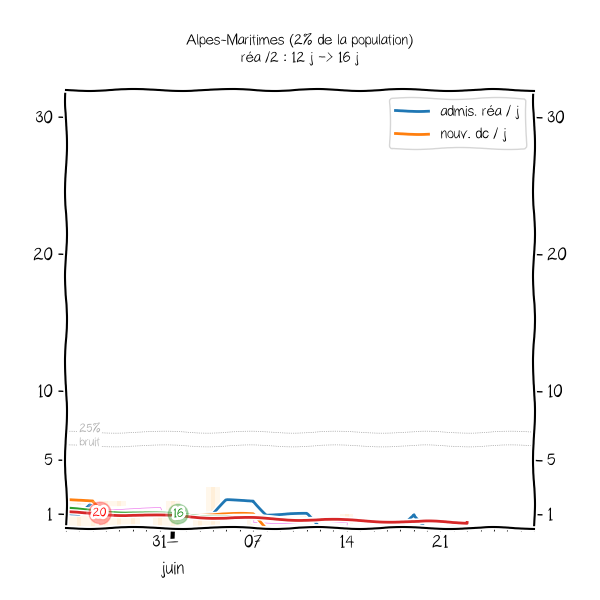 Alpes-Maritimes (2% de la population)
réa /2 : 12 j -> 16 j
admis. réa / j
nouv. dc / j
30 30
20 20
10 10
25%
bruit
5 5
20 16
1 1
31 07 14 21
juin